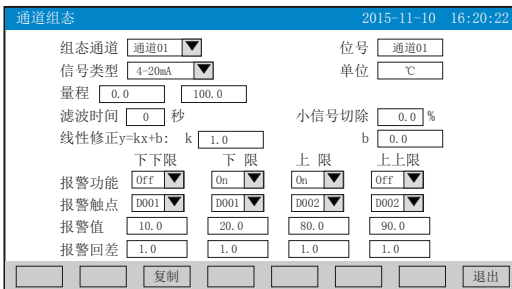 通道组态 2015-11-10 16:20:22
组态通道 通道01 位号 通道01
信号类型 4-20mA 单位 ℃
量程 0.0 100.0
滤波时间 0 秒 小信号切除 0.0 %
线性修正y=kx+b: k 1.0 b 0.0
下下限 下 限 上 限 上上限
报警功能 Off On On Off
报警触点 D001 D001 D002 D002
报警值 10.0 20.0 80.0 90.0
报警回差 1.0 1.0 1.0 1.0
复制 退出